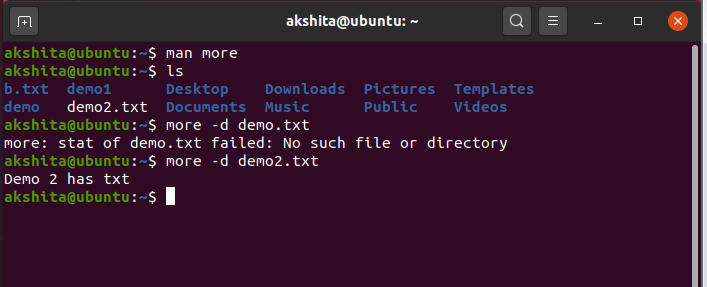 akshita@ubuntu: ~
akshita@ubuntu:~$ man more
akshita@ubuntu:~$ ls
b.txt  demo1      Desktop    Downloads  Pictures  Templates
demo   demo2.txt  Documents  Music      Public    Videos
akshita@ubuntu:~$ more -d demo.txt
more: stat of demo.txt failed: No such file or directory
akshita@ubuntu:~$ more -d demo2.txt
Demo 2 has txt
akshita@ubuntu:~$